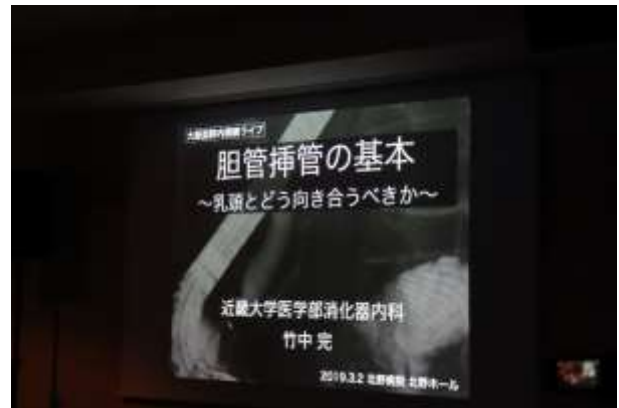 胆管挿管の基本
~乳頭とどう向き合うべきか~
近畿大学医学部消化器内科
竹中 完
2019.3.2 北野病院 北野ホール